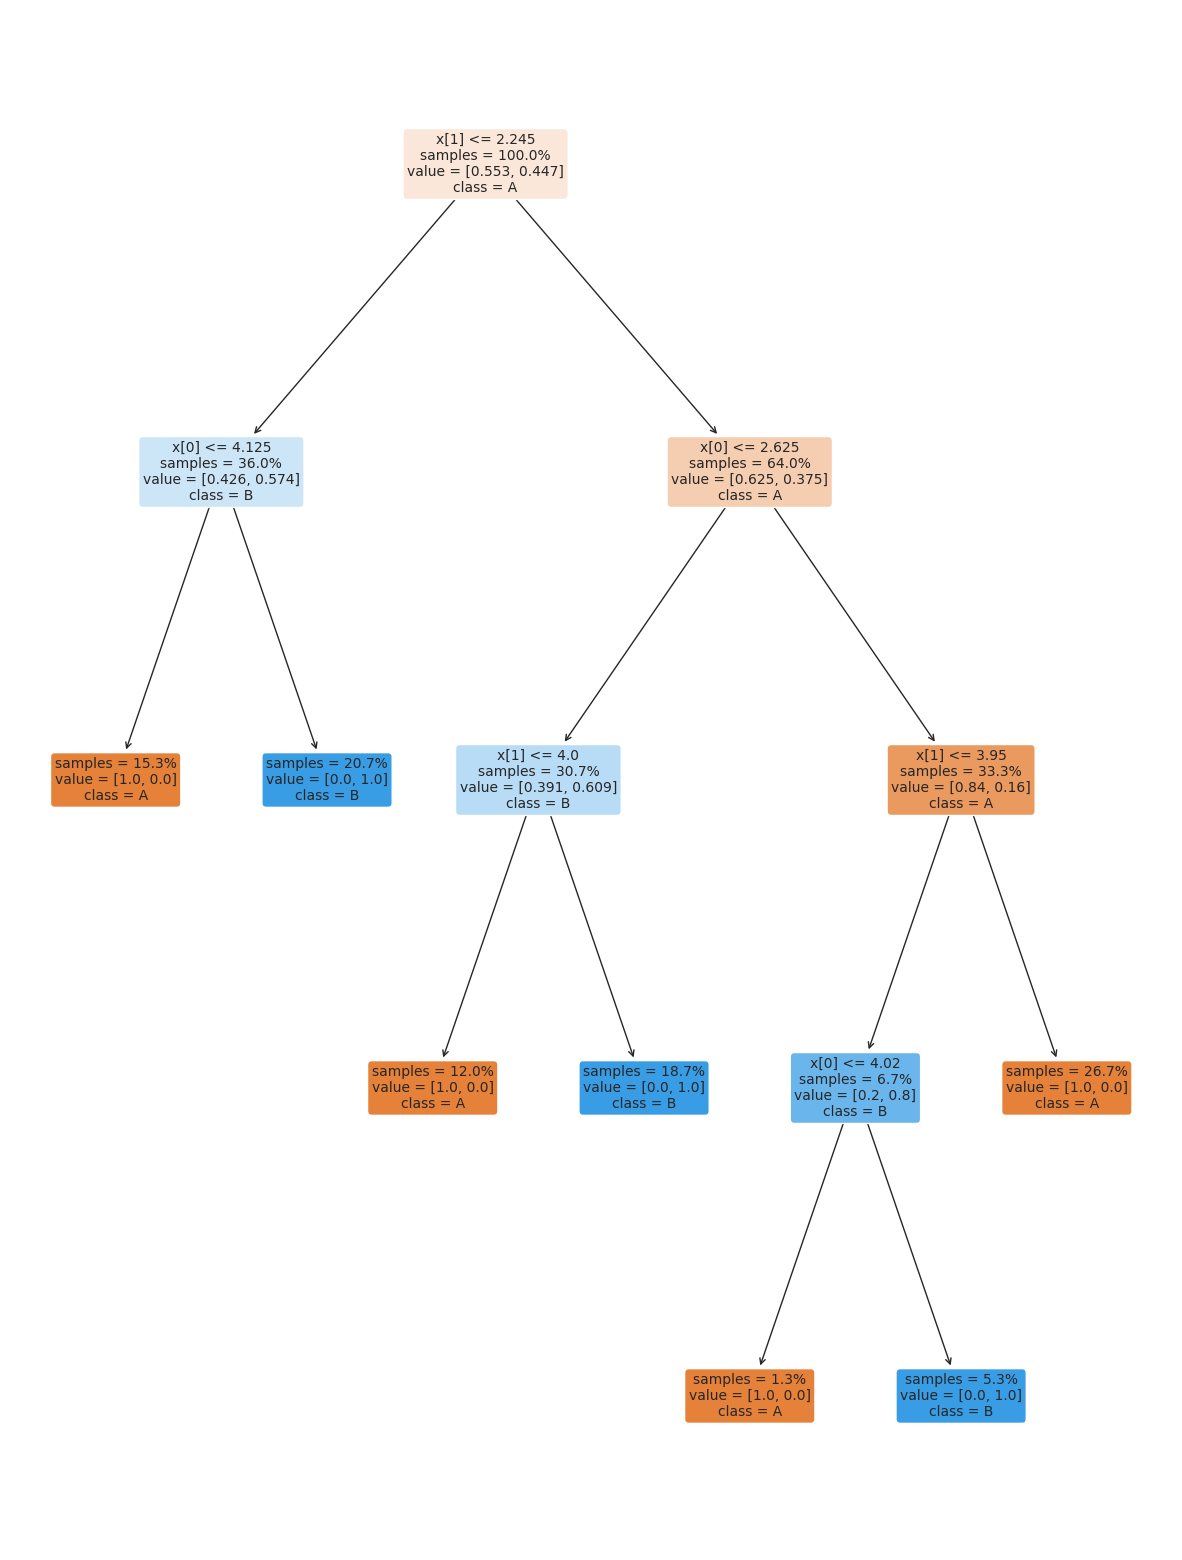 x[1] <= 2.245
samples = 100.0%
value = [0.553, 0.447]
class = A
x[0] <= 4.125
samples = 36.0%
value = [0.426, 0.574]
class = B
x[0] <= 2.625
samples = 64.0%
value = [0.625, 0.375]
class = A
samples = 15.3%
value = [1.0, 0.0]
class = A
samples = 20.7%
value = [0.0, 1.0]
class = B
x[1] <= 4.0
samples = 30.7%
value = [0.391, 0.609]
class = B
x[1] <= 3.95
samples = 33.3%
value = [0.84, 0.16]
class = A
samples = 12.0%
value = [1.0, 0.0]
class = A
samples = 18.7%
value = [0.0, 1.0]
class = B
x[0] <= 4.02
samples = 6.7%
value = [0.2, 0.8]
class = B
samples = 26.7%
value = [1.0, 0.0]
class = A
samples = 1.3%
value = [1.0, 0.0]
class = A
samples = 5.3%
value = [0.0, 1.0]
class = B